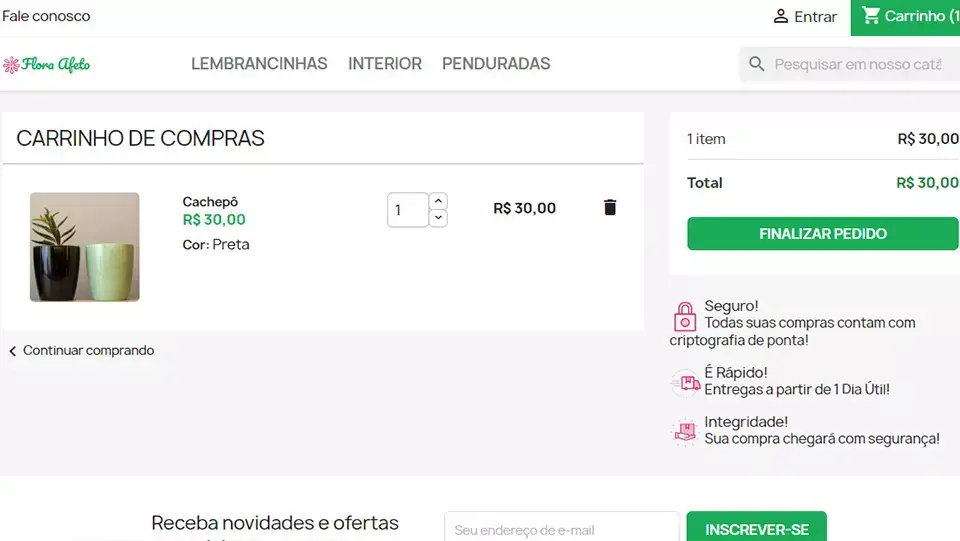 Fale conosco
Entrar
Carrinho (1
Flora Afeto
LEMBRANCINHAS
INTERIOR
PENDURADAS
Pesquisar em nosso catá
CARRINHO DE COMPRAS
Cachepô
R$ 30,00
Cor: Preta
1
R$ 30,00
Continuar comprando
1 item
R$ 30,00
Total
R$ 30,00
FINALIZAR PEDIDO
Seguro!
Todas suas compras contam com
criptografia de ponta!
É Rápido!
Entregas a partir de 1 Dia Útil!
Integridade!
Sua compra chegará com segurança!
Receba novidades e ofertas
Seu endereço de e-mail
INSCREVER-SE